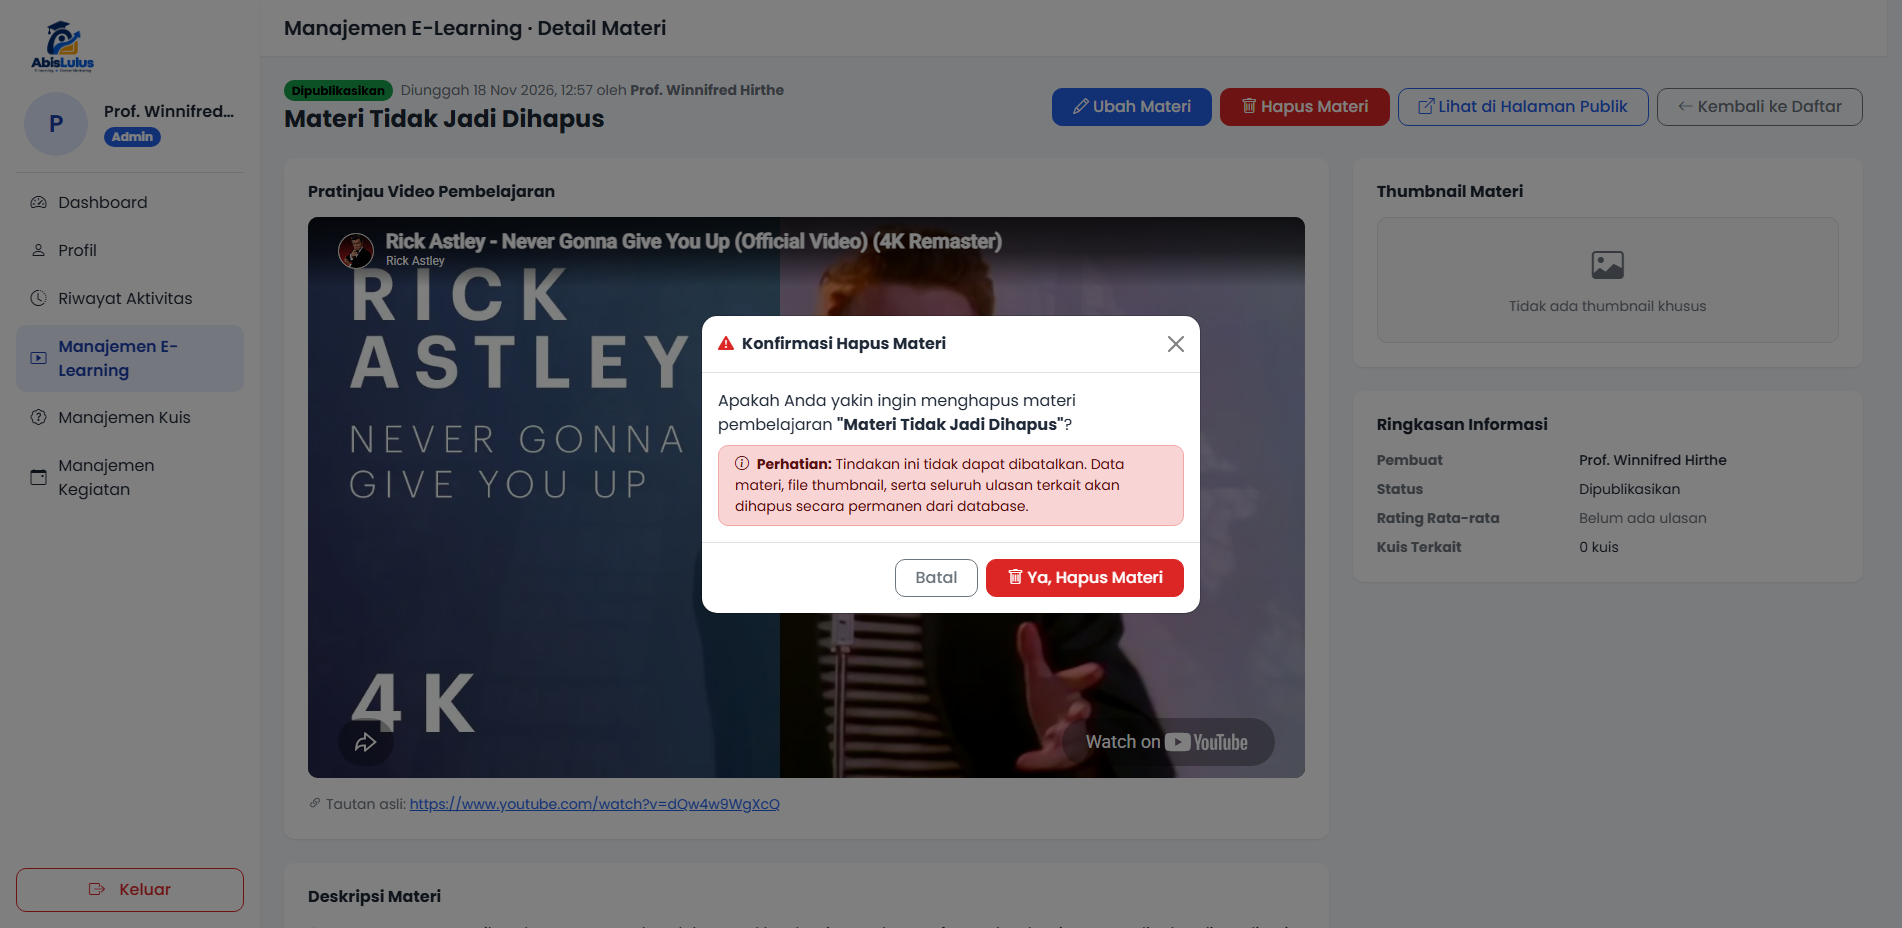 AbisLulus
P
Prof. Winnifred...
Admin
Dashboard
Profil
Riwayat Aktivitas
Manajemen E-
Learning
Manajemen Kuis
Manajemen
Kegiatan
Keluar
Manajemen E-Learning · Detail Materi
Dipublikasikan Diunggah 18 Nov 2026, 12:57 oleh Prof. Winnifred Hirthe
Materi Tidak Jadi Dihapus
Ubah Materi
Hapus Materi
Lihat di Halaman Publik
← Kembali ke Daftar
Pratinjau Video Pembelajaran
Rick Astley - Never Gonna Give You Up (Official Video) (4K Remaster)
Rick Astley
RICK
ASTLEY
NEVER GONNA
GIVE YOU UP
4K
Watch on YouTube
Tautan asli: https://www.youtube.com/watch?v=dQw4w9WgXcQ
Deskripsi Materi
Konfirmasi Hapus Materi
Apakah Anda yakin ingin menghapus materi
pembelajaran "Materi Tidak Jadi Dihapus"?
Perhatian: Tindakan ini tidak dapat dibatalkan. Data
materi, file thumbnail, serta seluruh ulasan terkait akan
dihapus secara permanen dari database.
Batal
Ya, Hapus Materi
Thumbnail Materi
Tidak ada thumbnail khusus
Ringkasan Informasi
Pembuat Prof. Winnifred Hirthe
Status Dipublikasikan
Rating Rata-rata Belum ada ulasan
Kuis Terkait 0 kuis